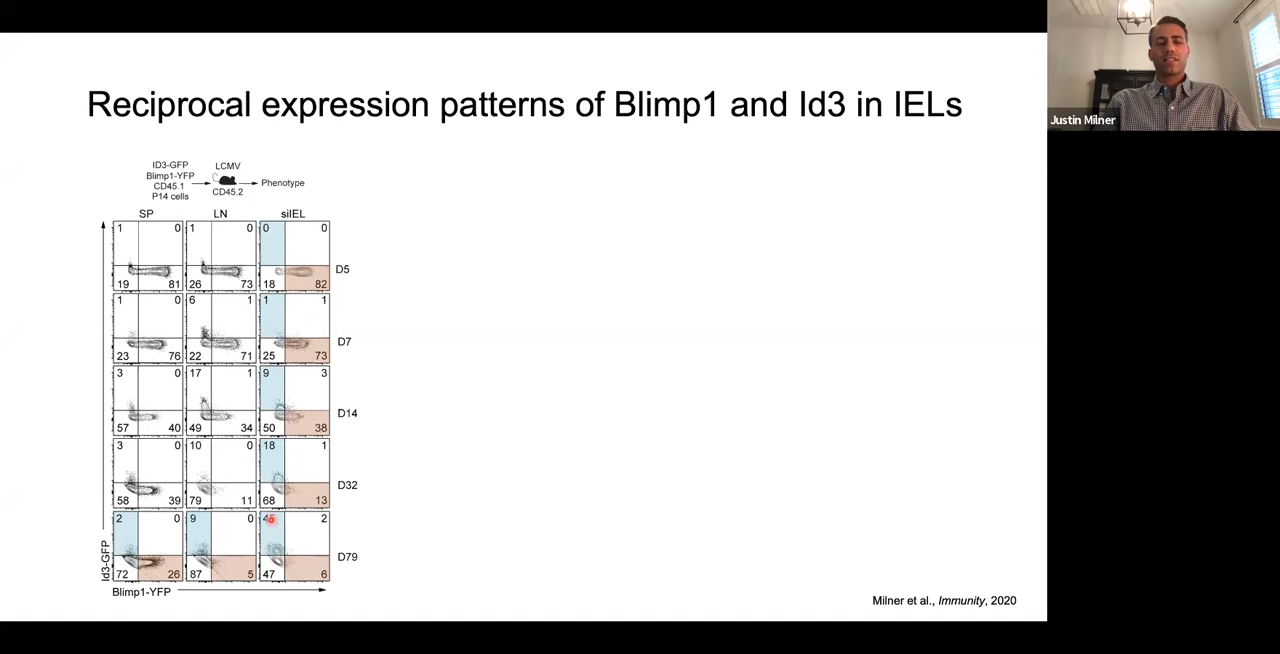 Justin Milner
Reciprocal expression patterns of Blimp1 and Id3 in IELs
ID3-GFP
Blimp1-YFP
CD45.1
P14 cells
LCMV
CD45.2
Phenotype
SP LN siIEL
1 0 1 0 0 0
19 81 26 73 18 82
D5
1 0 6 1 1 1
23 76 22 71 25 73
D7
3 0 17 1 9 3
57 40 49 34 50 38
D14
3 0 10 0 18 1
58 39 79 11 68 13
D32
2 0 9 0 2
72 26 87 5 47 6
D79
Id3-GFP
Blimp1-YFP
Milner et al., Immunity, 2020